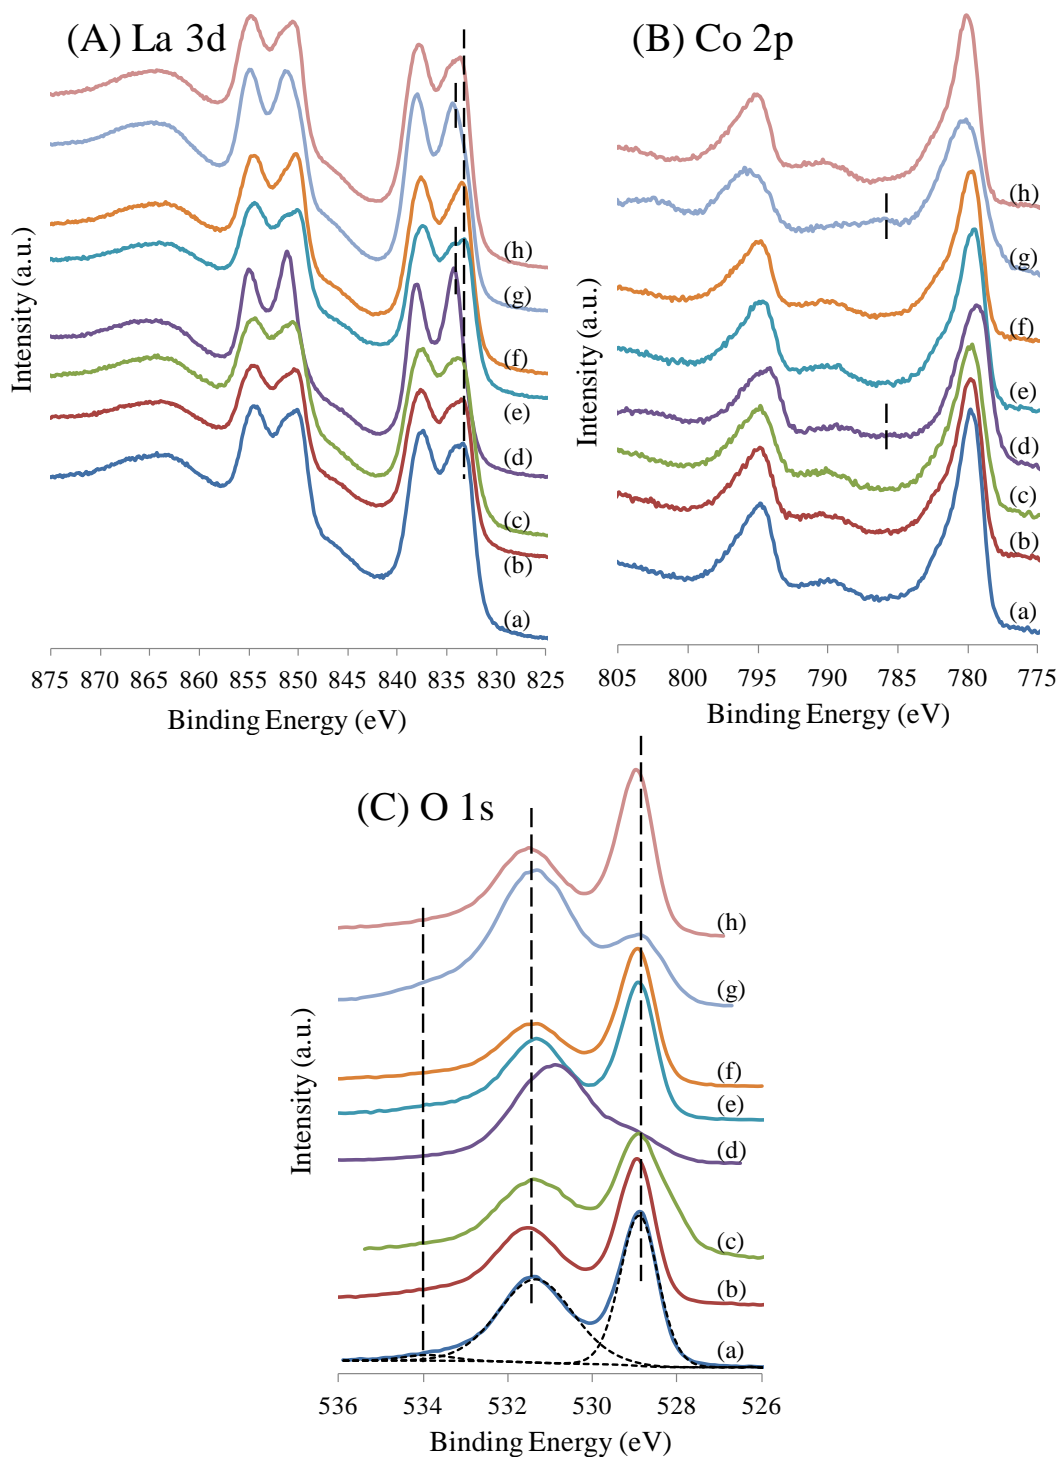 (A) La 3d
Intensity (a.u.)
(h)
(g)
(f)
(e)
(d)
(c)
(b)
(a)
875 870 865 860 855 850 845 840 835 830 825
Binding Energy (eV)
(B) Co 2p
Intensity (a.u.)
(h)
(g)
(f)
(e)
(d)
(c)
(b)
(a)
805 800 795 790 785 780 775
Binding Energy (eV)
(C) O 1s
Intensity (a.u.)
(h)
(g)
(f)
(e)
(d)
(c)
(b)
(a)
536 534 532 530 528 526
Binding Energy (eV)